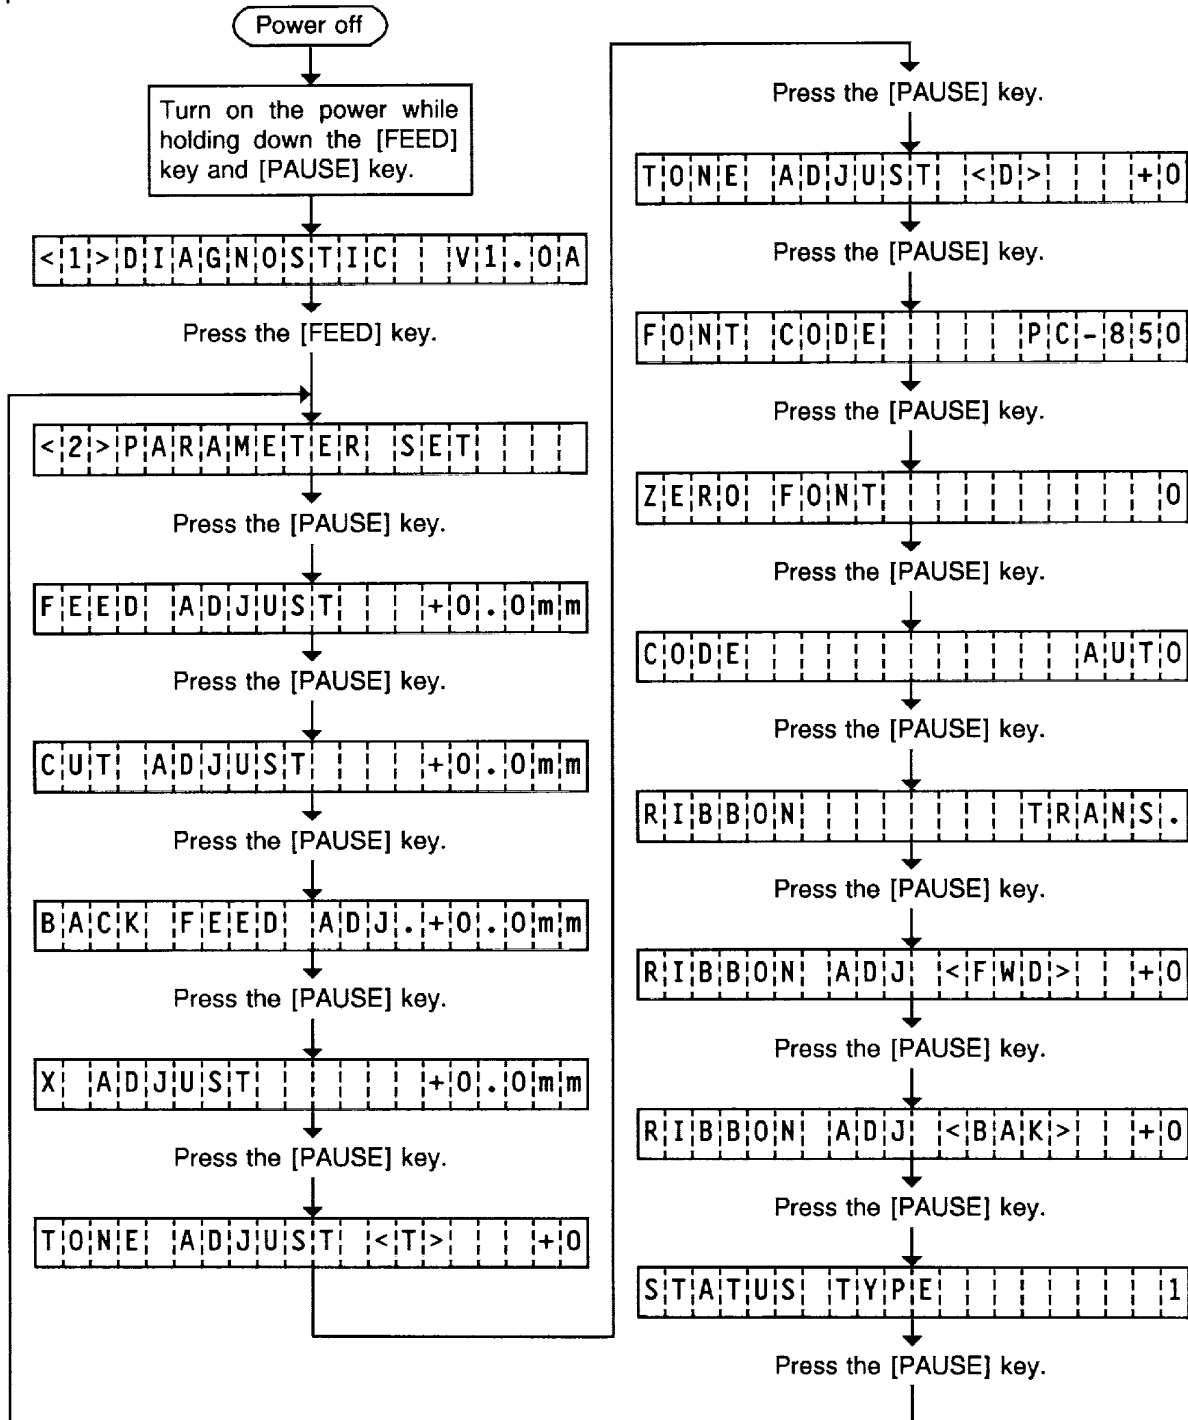 Power off
Turn on the power while
holding down the [FEED]
key and [PAUSE] key.
<1>DIAGNOSTIC  V1.0A
Press the [FEED] key.
<2>PARAMETER SET
Press the [PAUSE] key.
FEED ADJUST   +0.0mm
Press the [PAUSE] key.
CUT ADJUST    +0.0mm
Press the [PAUSE] key.
BACK FEED ADJ.+0.0mm
Press the [PAUSE] key.
X ADJUST      +0.0mm
Press the [PAUSE] key.
TONE ADJUST <T>   +0
Press the [PAUSE] key.
TONE ADJUST <D>   +0
Press the [PAUSE] key.
FONT CODE     PC-850
Press the [PAUSE] key.
ZERO FONT          0
Press the [PAUSE] key.
CODE            AUTO
Press the [PAUSE] key.
RIBBON        TRANS.
Press the [PAUSE] key.
RIBBON ADJ <FWD>  +0
Press the [PAUSE] key.
RIBBON ADJ <BAK>  +0
Press the [PAUSE] key.
STATUS TYPE        1
Press the [PAUSE] key.